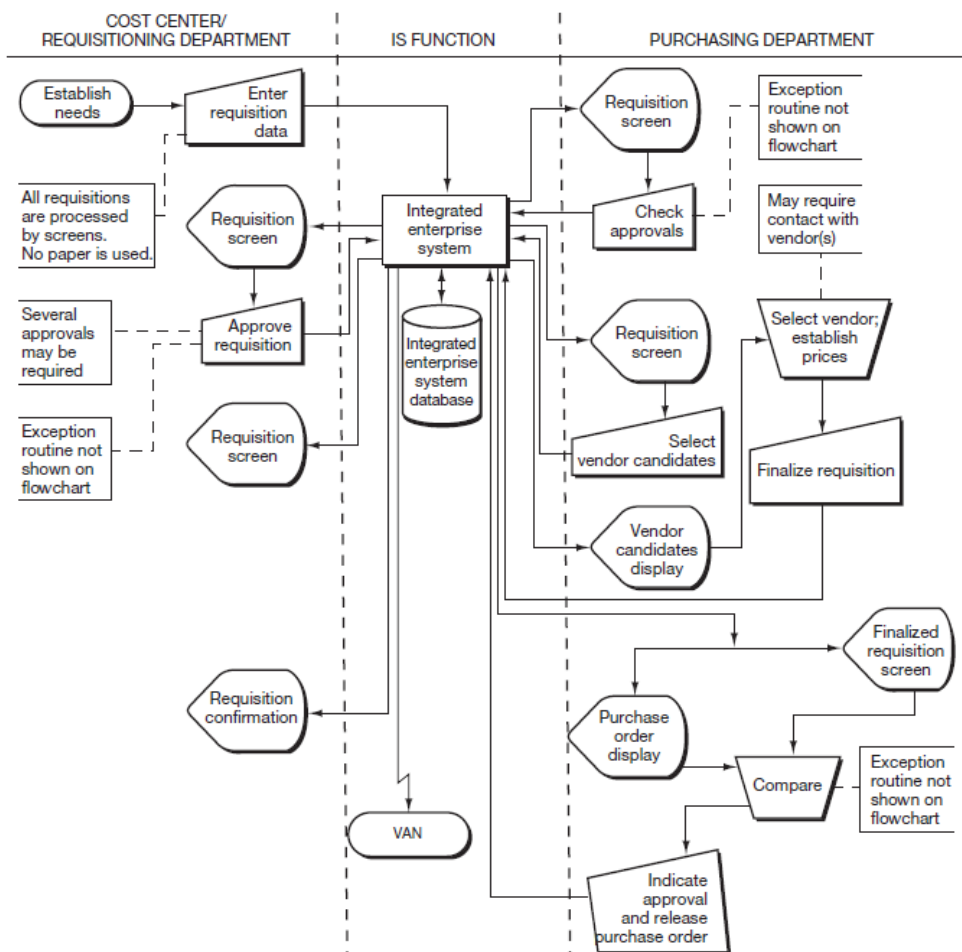 COST CENTER/
REQUISITIONING DEPARTMENT
IS FUNCTION
PURCHASING DEPARTMENT
Establish
needs
Enter
requisition
data
Requisition
screen
Exception
routine not
shown on
flowchart
All requisitions
are processed
by screens.
No paper is used.
Requisition
screen
Integrated
enterprise
system
Check
approvals
May require
contact with
vendor(s)
Several
approvals
may be
required
Approve
requisition
Integrated
enterprise
system
database
Requisition
screen
Select vendor;
establish
prices
Exception
routine not
shown on
flowchart
Requisition
screen
Select
vendor candidates
Finalize requisition
Vendor
candidates
display
Finalized
requisition
screen
Requisition
confirmation
Purchase
order
display
Compare
Exception
routine not
shown on
flowchart
VAN
Indicate
approval
and release
purchase order